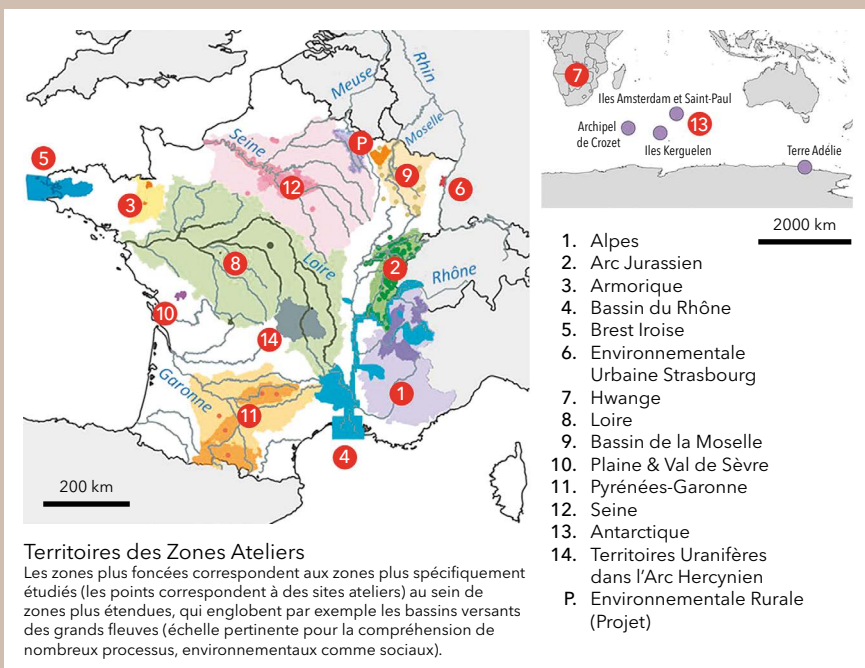 Meuse
Rhin
Moselle
Seine
P
5
12
9
6
3
Loire
8
2
Rhône
10
14
Garonne
1
11
4
200 km
7
Iles Amsterdam et Saint-Paul
13
Archipel
de Crozet
Iles Kerguelen
Terre Adélie
2000 km
1. Alpes
2. Arc Jurassien
3. Armorique
4. Bassin du Rhône
5. Brest Iroise
6. Environnementale
Urbaine Strasbourg
7. Hwange
8. Loire
9. Bassin de la Moselle
10. Plaine & Val de Sèvre
11. Pyrénées-Garonne
12. Seine
13. Antarctique
14. Territoires Uranifères
dans l'Arc Hercynien
P. Environnementale Rurale
(Projet)
Territoires des Zones Ateliers
Les zones plus foncées correspondent aux zones plus spécifiquement
étudiés (les points correspondent à des sites ateliers) au sein de
zones plus étendues, qui englobent par exemple les bassins versants
des grands fleuves (échelle pertinente pour la compréhension de
nombreux processus, environnementaux comme sociaux).